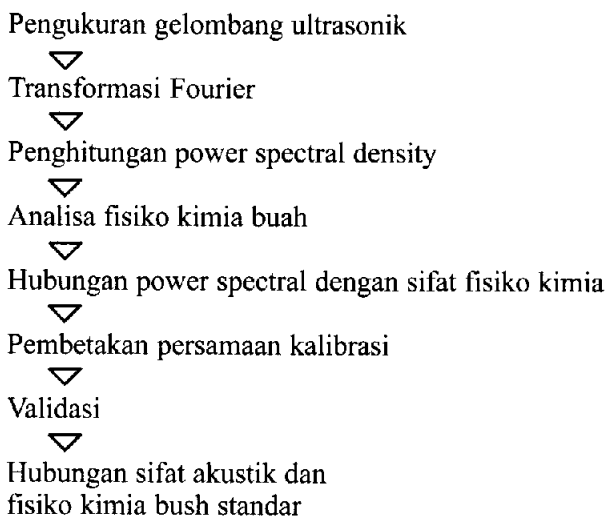 Pengukuran gelombang ultrasonik
Transformasi Fourier
Penghitungan power spectral density
Analisa fisiko kimia buah
Hubungan power spectral dengan sifat fisiko kimia
Pembetakan persamaan kalibrasi
Validasi
Hubungan sifat akustik dan
fisiko kimia bush standar